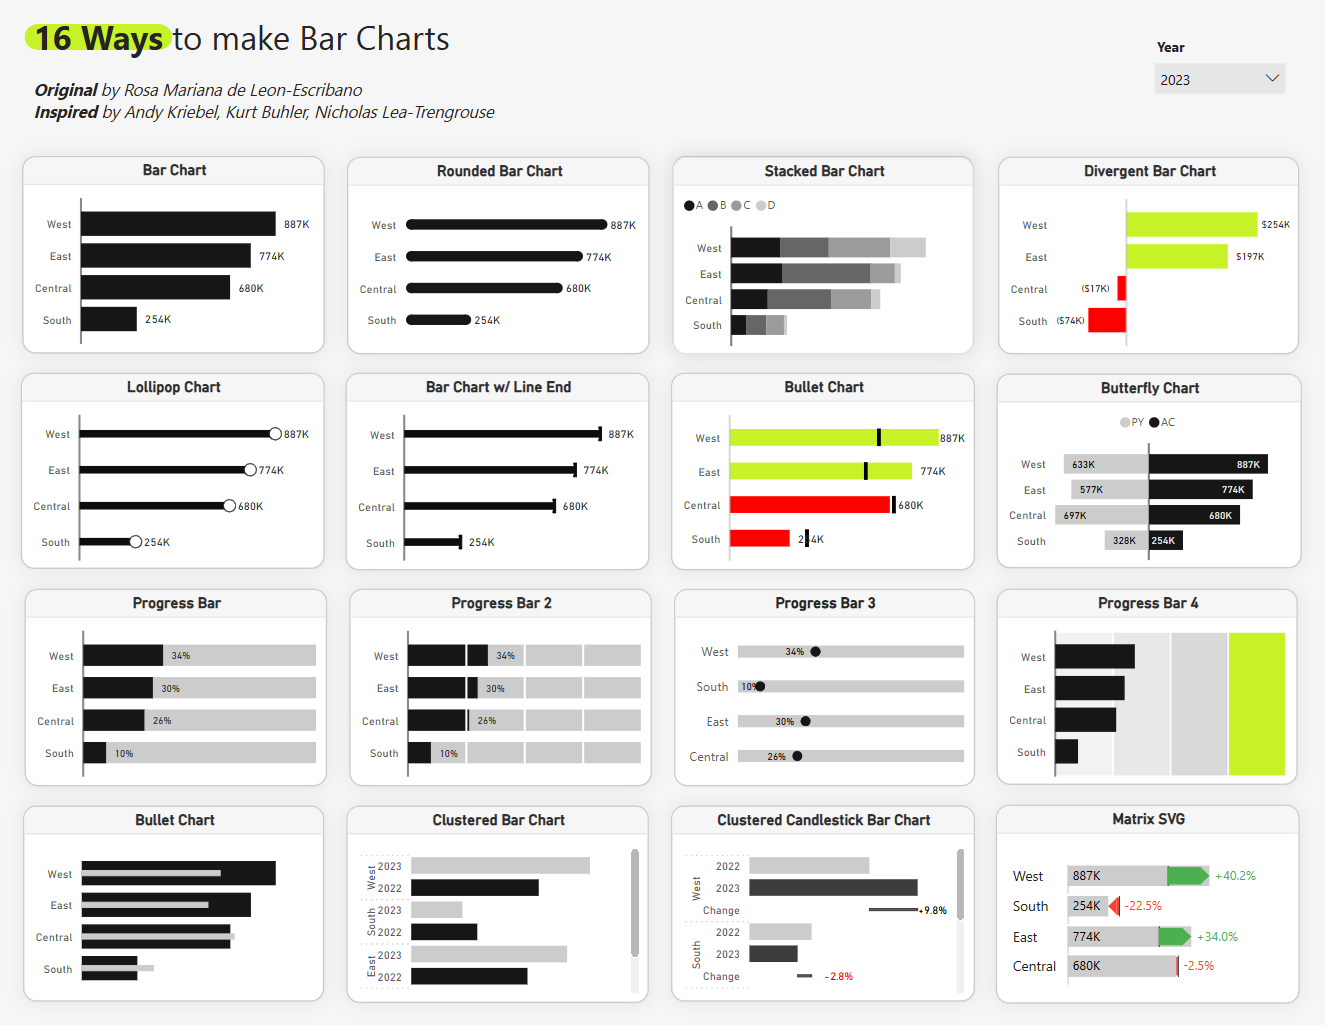 16 Ways to make Bar Charts
Year
2023
Original by Rosa Mariana de Leon-Escribano
Inspired by Andy Kriebel, Kurt Buhler, Nicholas Lea-Trengrouse
Bar Chart
West 887K
East 774K
Central 680K
South 254K
Rounded Bar Chart
West 887K
East 774K
Central 680K
South 254K
Stacked Bar Chart
A B C D
West
East
Central
South
Divergent Bar Chart
West $254K
East $197K
Central ($17K)
South ($74K)
Lollipop Chart
West 887K
East 774K
Central 680K
South 254K
Bar Chart w/ Line End
West 887K
East 774K
Central 680K
South 254K
Bullet Chart
West 887K
East 774K
Central 680K
South 254K
Butterfly Chart
PY AC
West 633K 887K
East 577K 774K
Central 697K 680K
South 328K 254K
Progress Bar
West 34%
East 30%
Central 26%
South 10%
Progress Bar 2
West 34%
East 30%
Central 26%
South 10%
Progress Bar 3
West 34%
South 10%
East 30%
Central 26%
Progress Bar 4
West
East
Central
South
Bullet Chart
West
East
Central
South
Clustered Bar Chart
West
2023
2022
South
2023
2022
East
2023
2022
Clustered Candlestick Bar Chart
West
2022
2023
Change +9.8%
South
2022
2023
Change -2.8%
Matrix SVG
West 887K +40.2%
South 254K -22.5%
East 774K +34.0%
Central 680K -2.5%